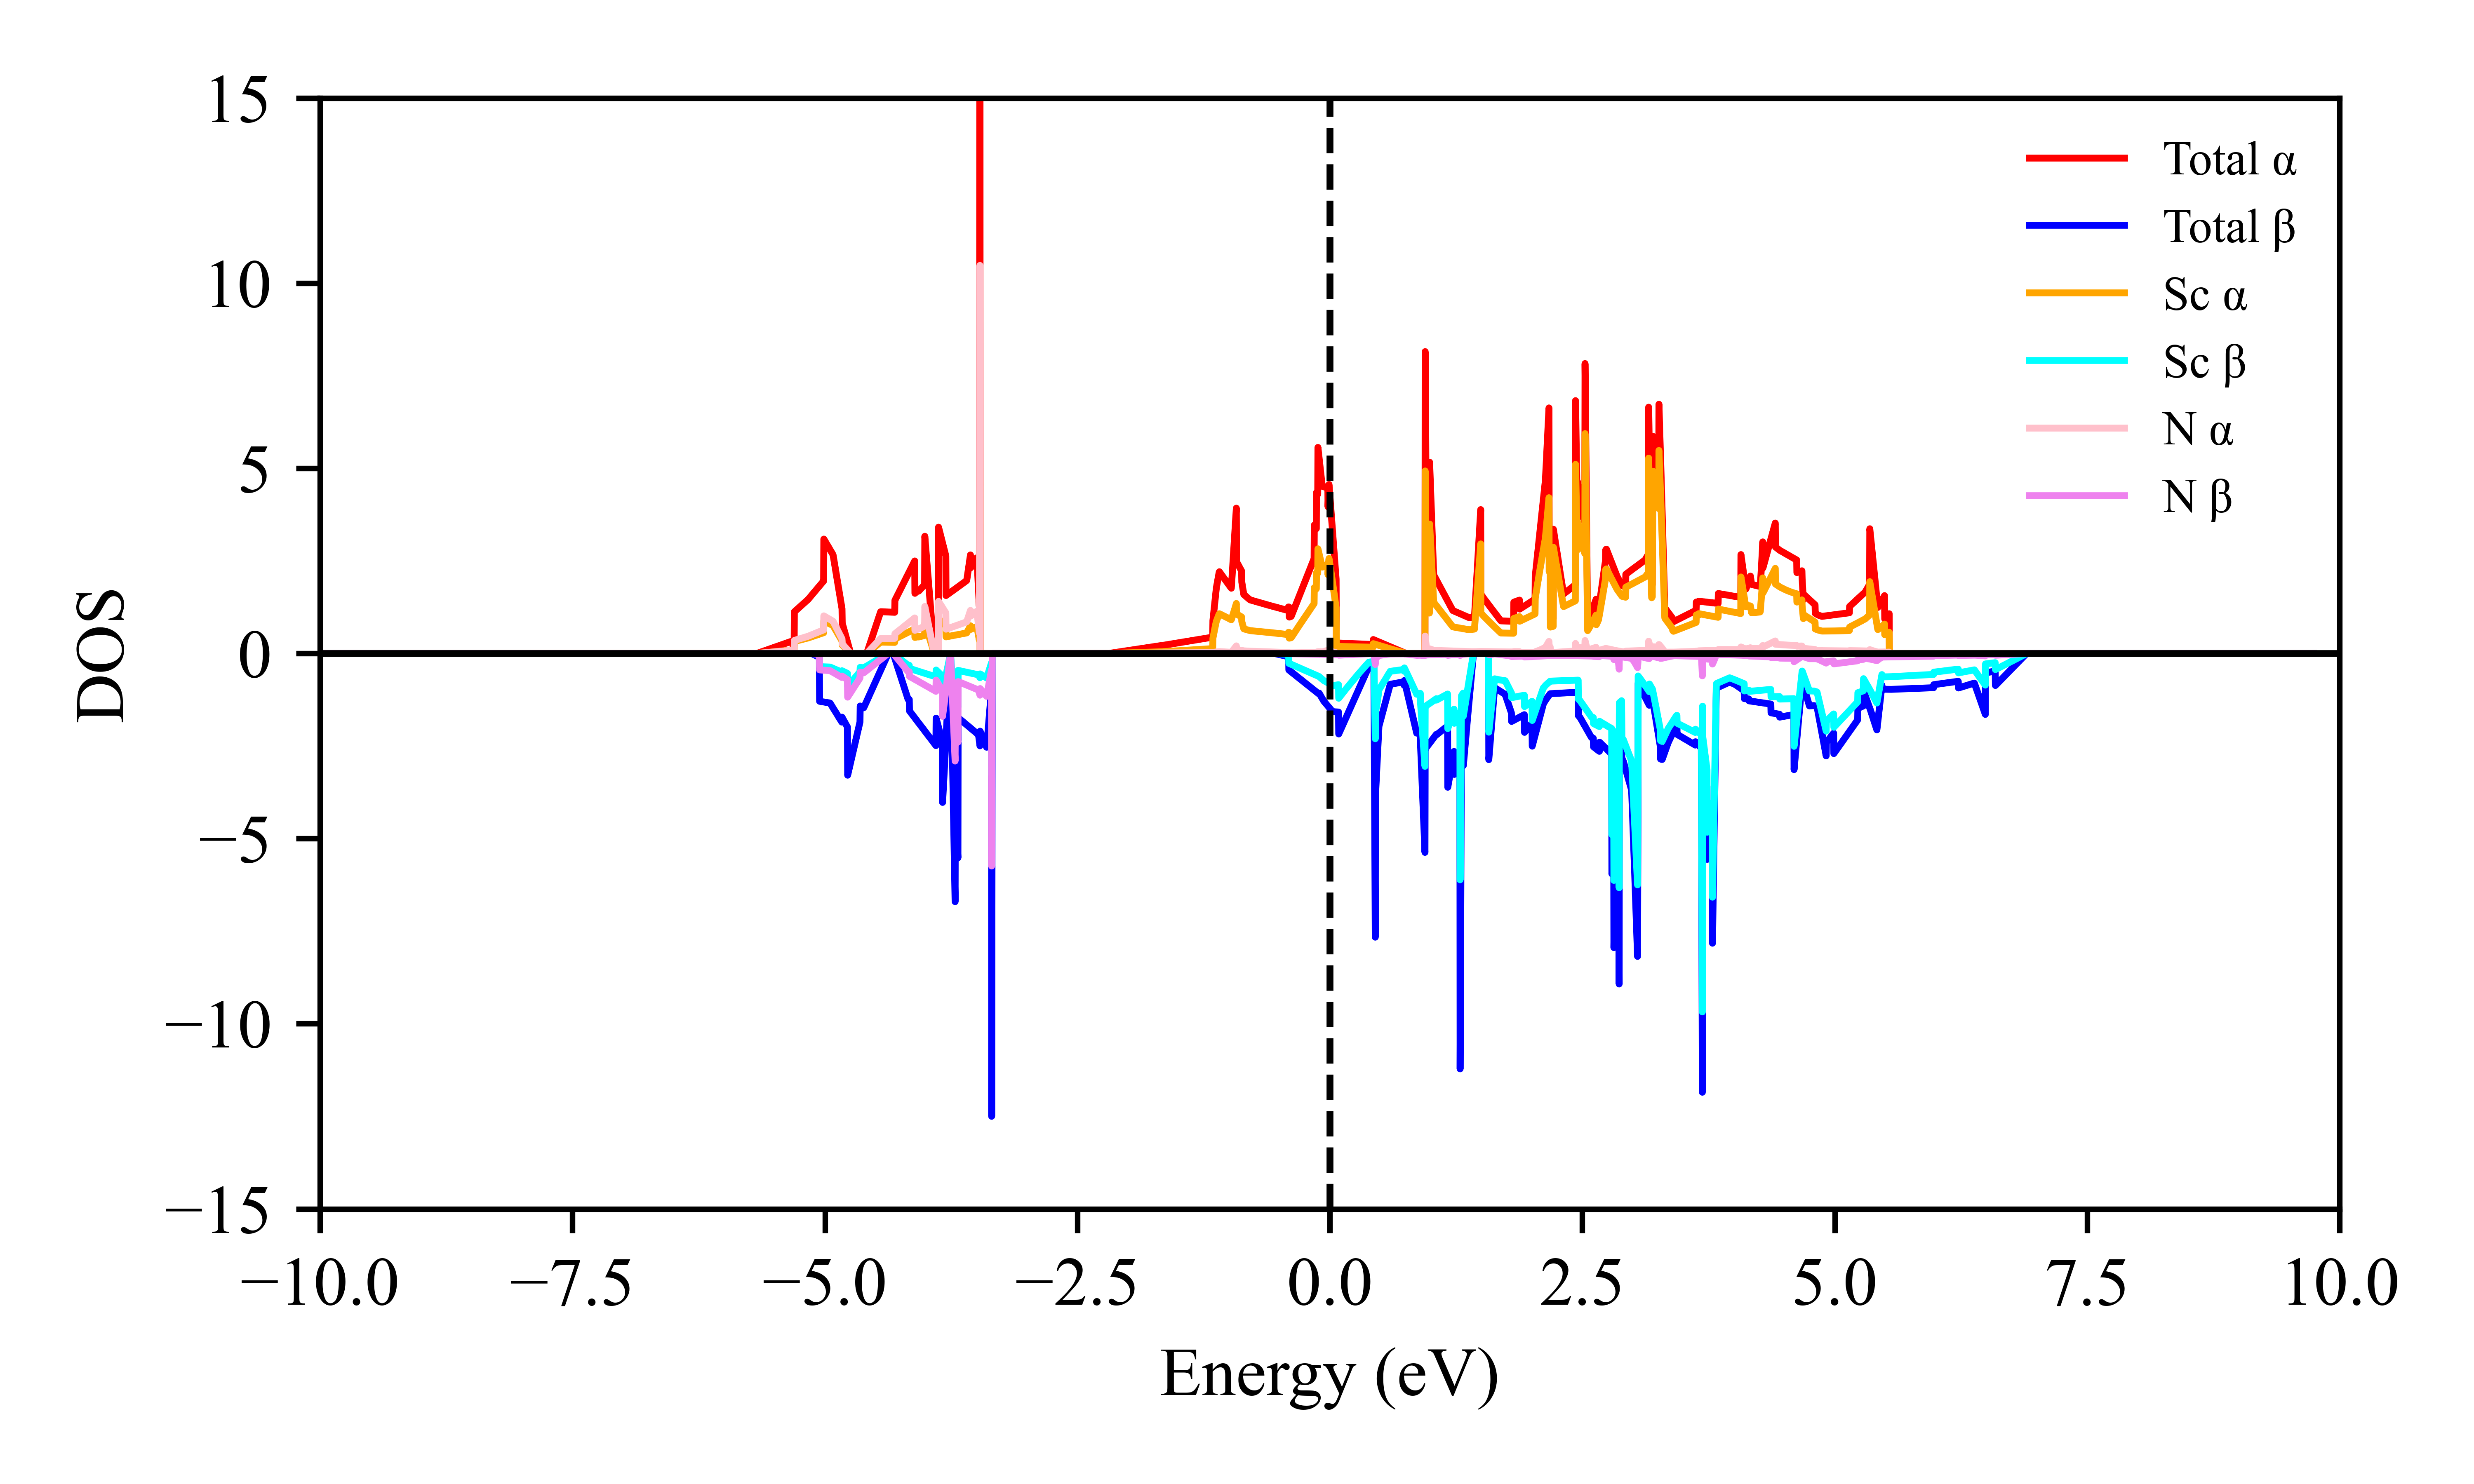 15
10
5
0
−5
−10
−15
DOS
Total α
Total β
Sc α
Sc β
N α
N β
−10.0 −7.5 −5.0 −2.5 0.0 2.5 5.0 7.5 10.0
Energy (eV)